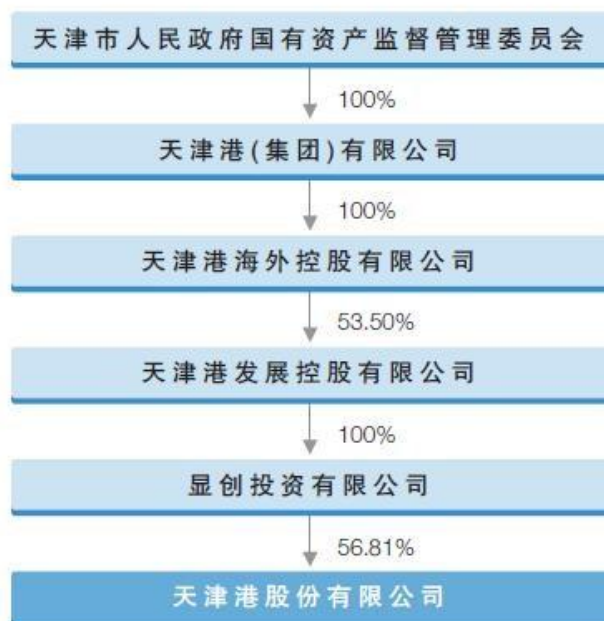 天津市人民政府国有资产监督管理委员会
100%
天津港(集团)有限公司
100%
天津港海外控股有限公司
53.50%
天津港发展控股有限公司
100%
显创投资有限公司
56.81%
天津港股份有限公司